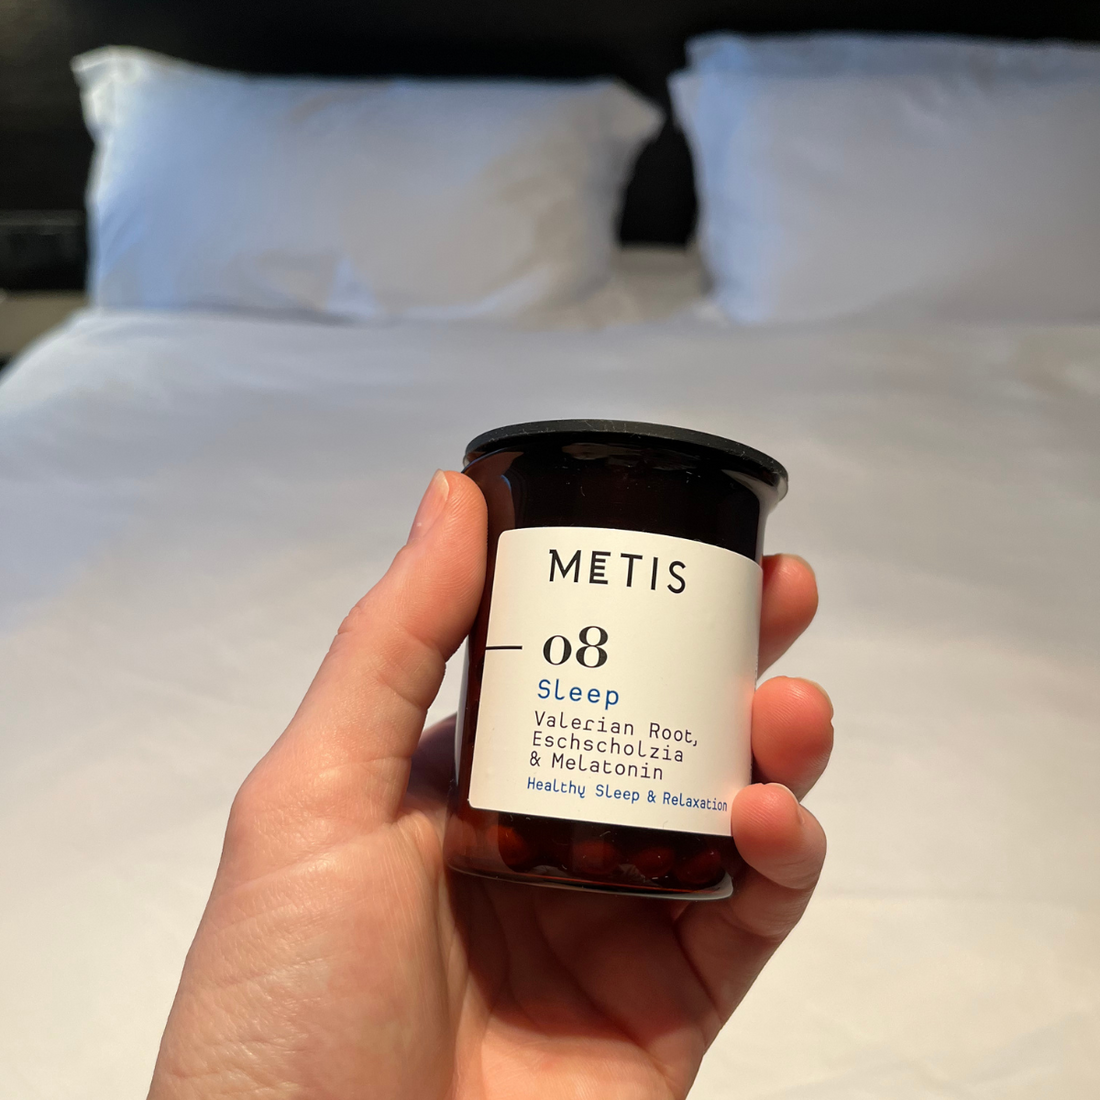 METIS
08
Sleep
Valerian Root,
Eschscholzia
& Melatonin
Healthy Sleep & Relaxation